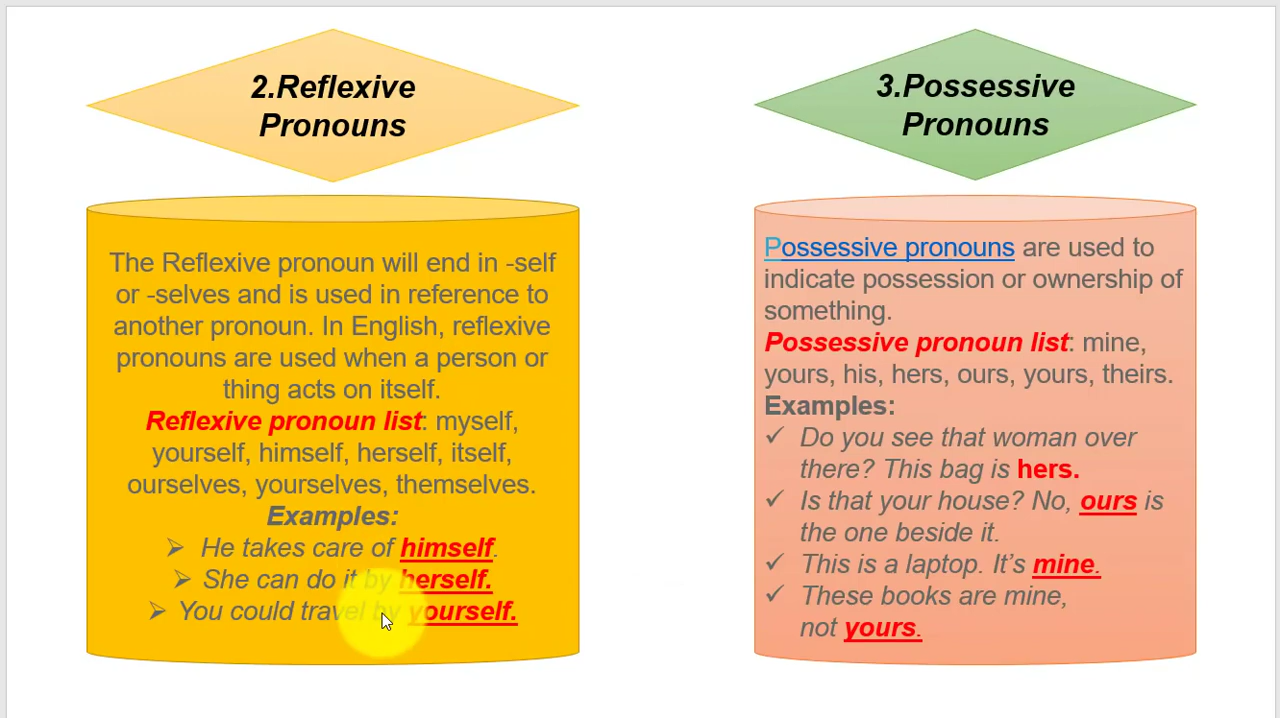 2.Reflexive
Pronouns
The Reflexive pronoun will end in -self
or -selves and is used in reference to
another pronoun. In English, reflexive
pronouns are used when a person or
thing acts on itself.
Reflexive pronoun list: myself,
yourself, himself, herself, itself,
ourselves, yourselves, themselves.
Examples:
➢ He takes care of himself.
➢ She can do it by herself.
➢ You could travel by yourself.
3.Possessive
Pronouns
Possessive pronouns are used to
indicate possession or ownership of
something.
Possessive pronoun list: mine,
yours, his, hers, ours, yours, theirs.
Examples:
✓ Do you see that woman over
there? This bag is hers.
✓ Is that your house? No, ours is
the one beside it.
✓ This is a laptop. It’s mine.
✓ These books are mine,
not yours.